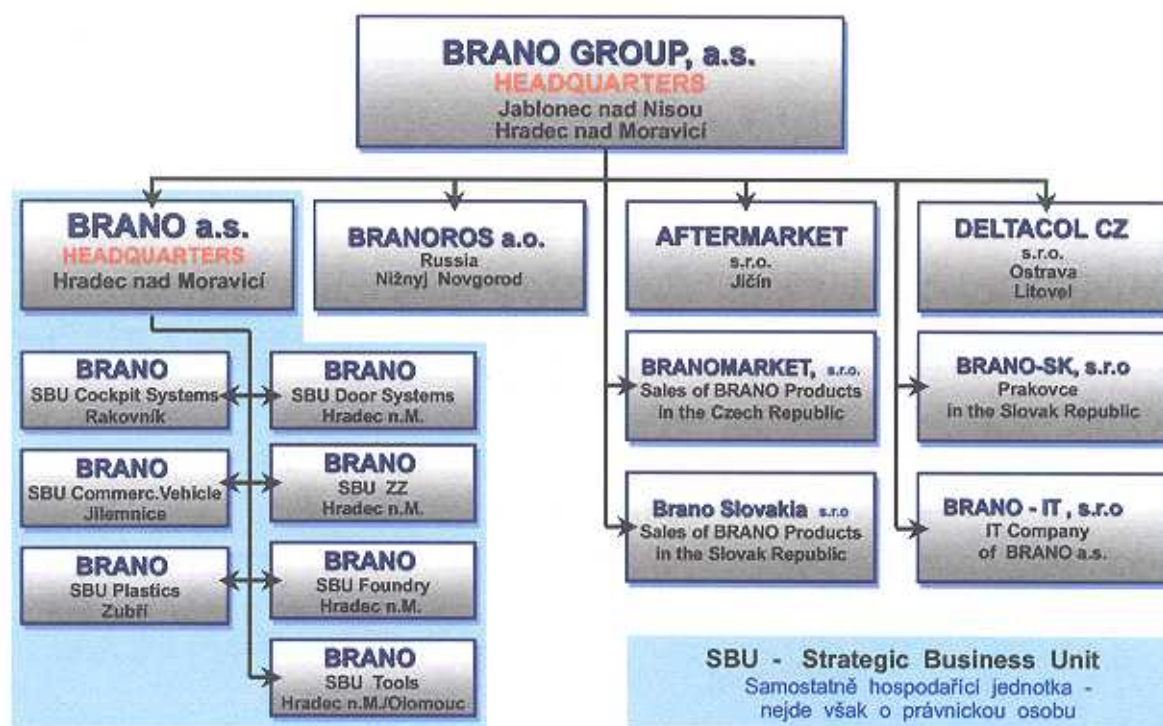 BRANO GROUP, a.s.
HEADQUARTERS
Jablonec nad Nisou
Hradec nad Moravicí
BRANO a.s.
HEADQUARTERS
Hradec nad Moravicí
BRANOROS a.o.
Russia
Nižnyj Novgorod
AFTERMARKET
s.r.o.
Jičín
DELTACOL CZ
s.r.o.
Ostrava
Litovel
BRANO
SBU Cockpit Systems
Rakovník
BRANO
SBU Door Systems
Hradec n.M.
BRANOMARKET, s.r.o.
Sales of BRANO Products
in the Czech Republic
BRANO-SK, s.r.o
Prakovce
in the Slovak Republic
BRANO
SBU Commerc.Vehicle
Jilemnice
BRANO
SBU ZZ
Hradec n.M.
Brano Slovakia s.r.o
Sales of BRANO Products
in the Slovak Republic
BRANO - IT , s.r.o
IT Company
of BRANO a.s.
BRANO
SBU Plastics
Zubří
BRANO
SBU Foundry
Hradec n.M.
BRANO
SBU Tools
Hradec n.M./Olomouc
SBU - Strategic Business Unit
Samostatně hospodařící jednotka -
nejde však o právnickou osobu